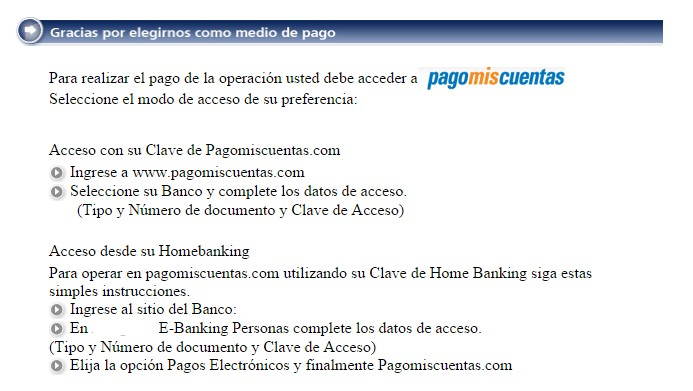 Gracias por elegirnos como medio de pago
Para realizar el pago de la operación usted debe acceder a pagomiscuentas
Seleccione el modo de acceso de su preferencia:
Acceso con su Clave de Pagomiscuentas.com
Ingrese a www.pagomiscuentas.com
Seleccione su Banco y complete los datos de acceso.
(Tipo y Número de documento y Clave de Acceso)
Acceso desde su Homebanking
Para operar en pagomiscuentas.com utilizando su Clave de Home Banking siga estas
simples instrucciones.
Ingrese al sitio del Banco:
En E-Banking Personas complete los datos de acceso.
(Tipo y Número de documento y Clave de Acceso)
Elija la opción Pagos Electrónicos y finalmente Pagomiscuentas.com